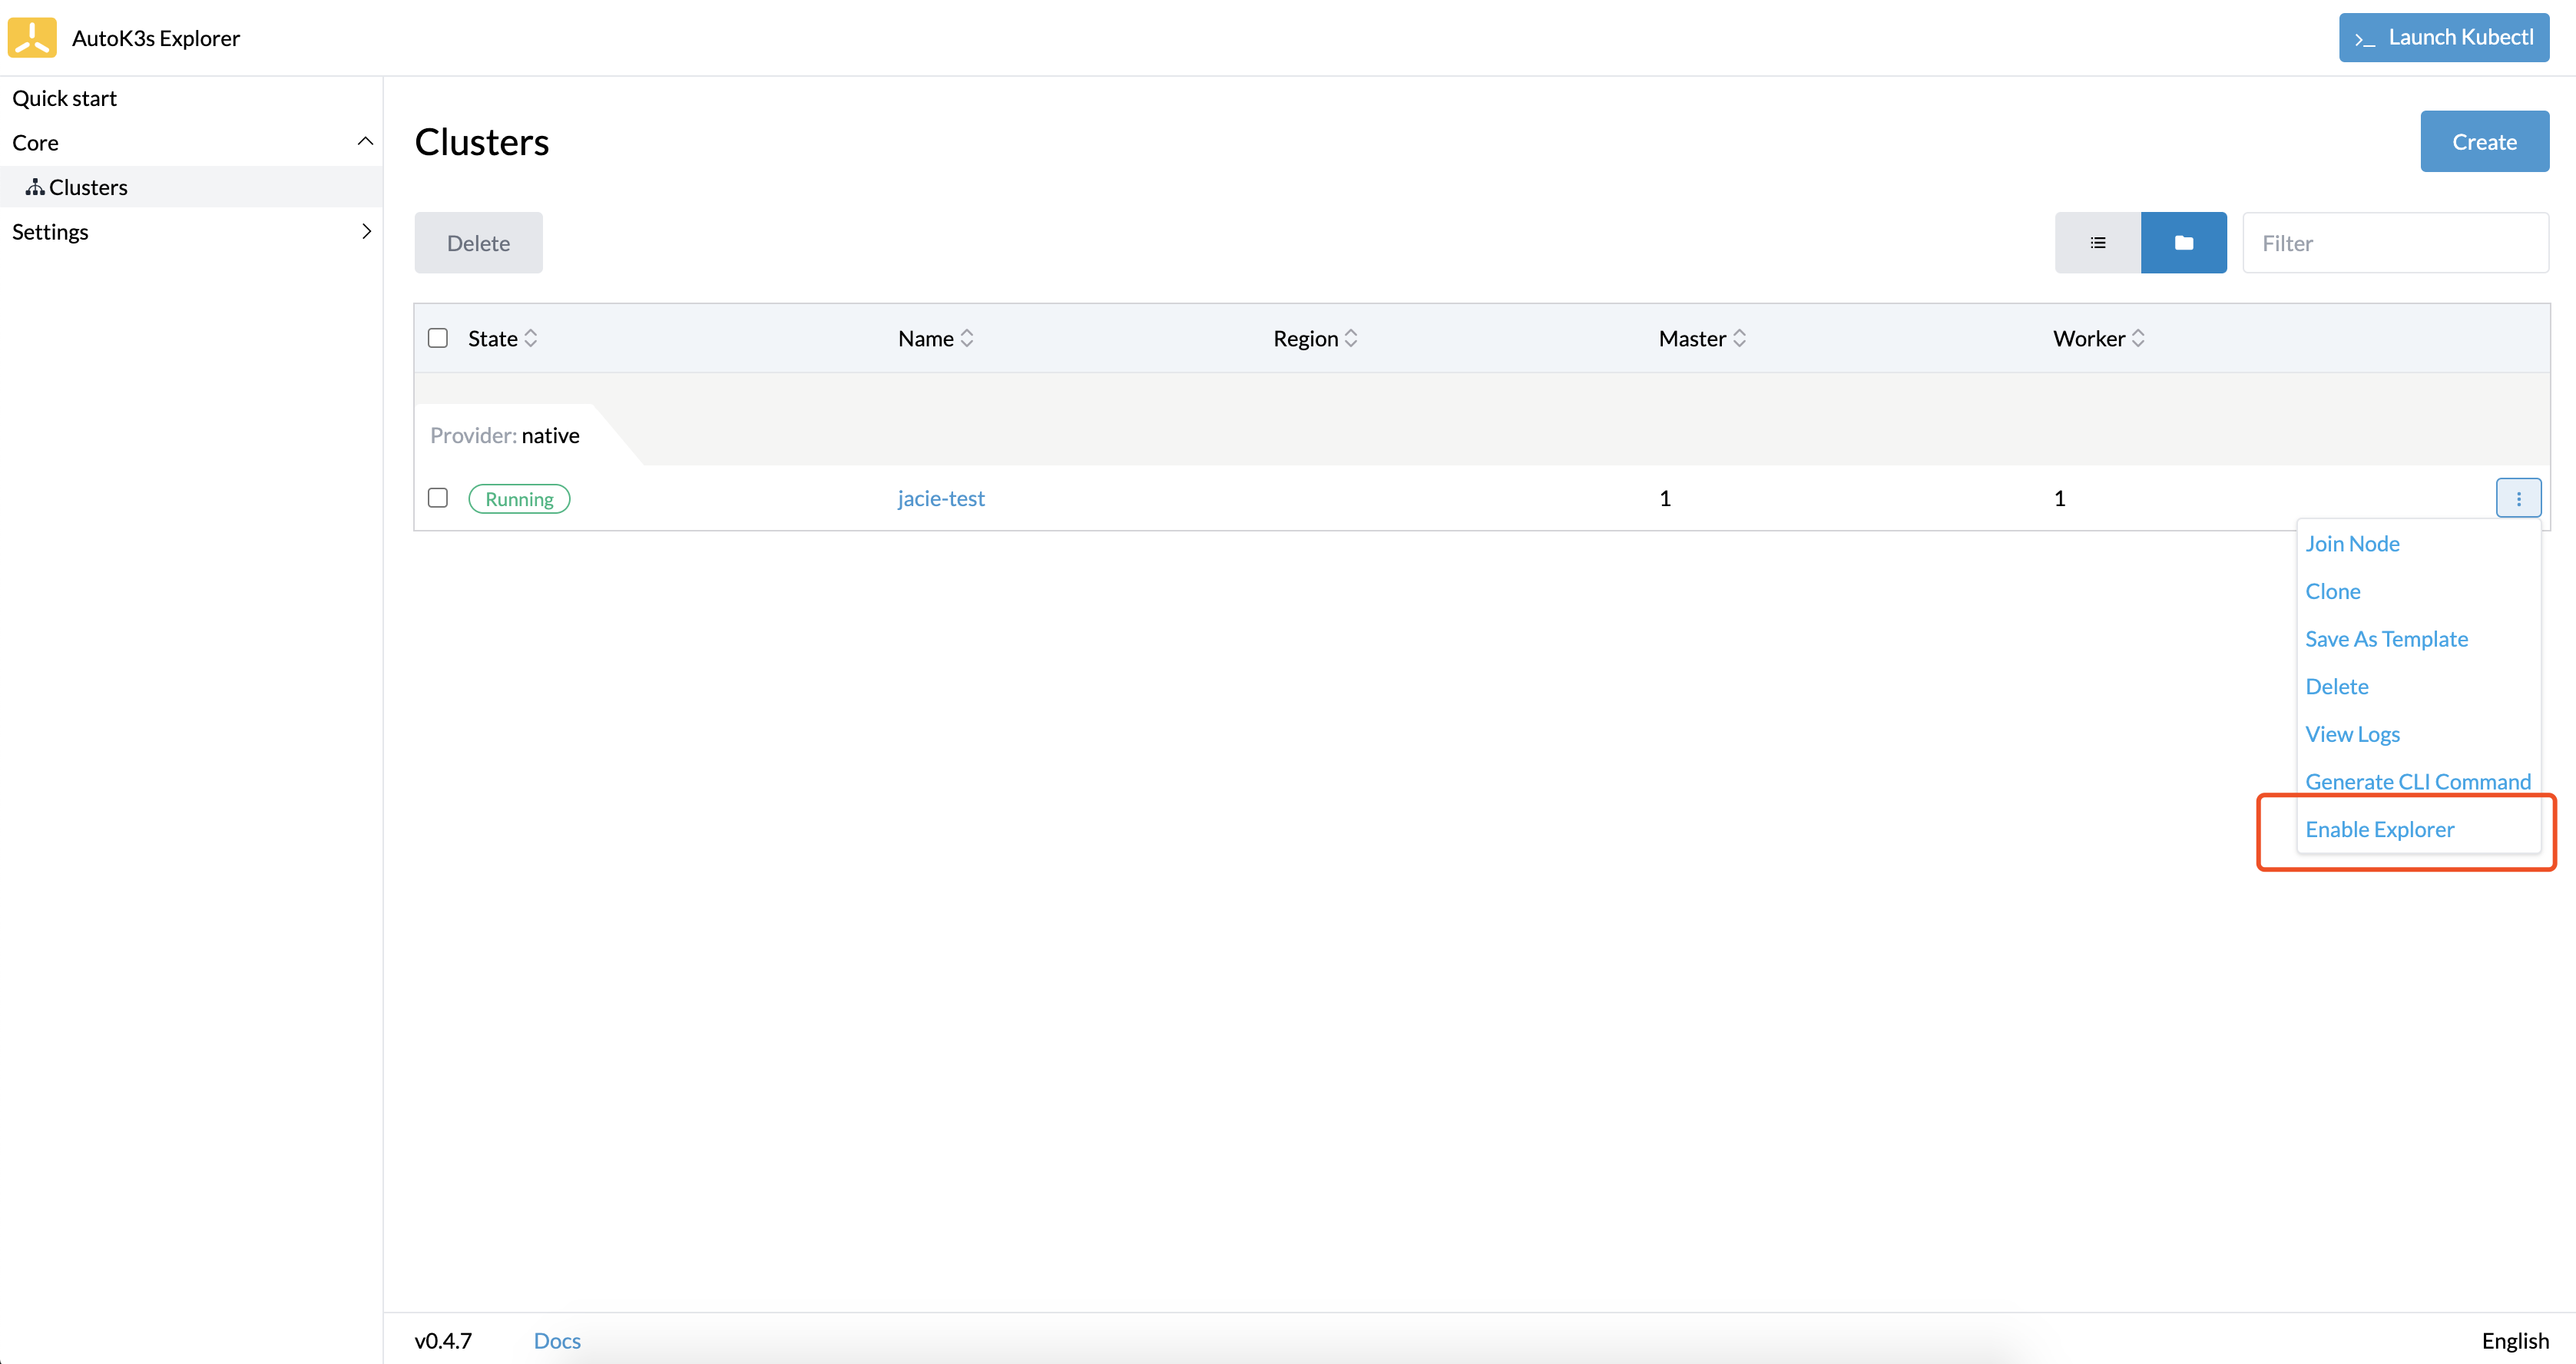 AutoK3s Explorer
>_ Launch Kubectl
Quick start
Core
Clusters
Settings
Clusters
Create
Delete
Filter
State Name Region Master Worker
Provider: native
Running jacie-test 1 1
Join Node
Clone
Save As Template
Delete
View Logs
Generate CLI Command
Enable Explorer
v0.4.7 Docs English